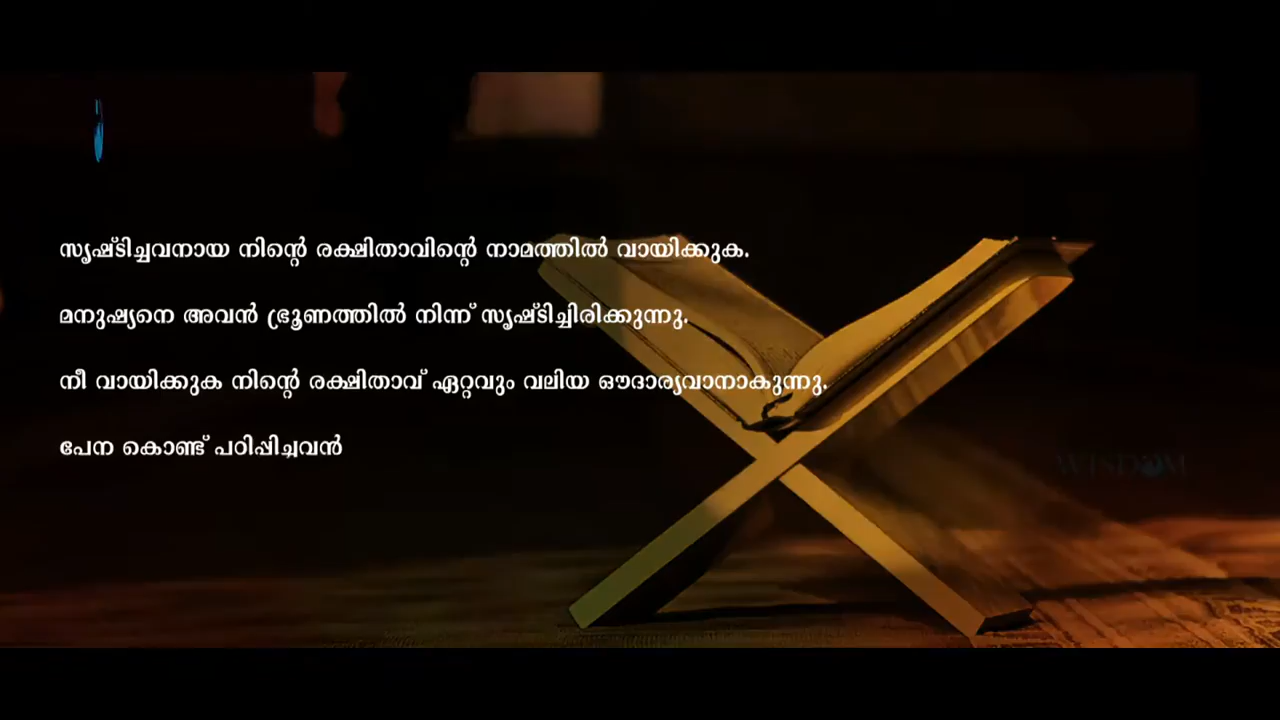 സൃഷ്ടിച്ചവനായ നിന്റെ രക്ഷിതാവിന്റെ നാമത്തിൽ വായിക്കുക.
മനുഷ്യനെ അവൻ ഭ്രൂണത്തിൽ നിന്ന് സൃഷ്ടിച്ചിരിക്കുന്നു.
നീ വായിക്കുക നിന്റെ രക്ഷിതാവ് ഏറ്റവും വലിയ ഔദാര്യവാനാകുന്നു.
പേന കൊണ്ട് പഠിപ്പിച്ചവൻ
WISDOM